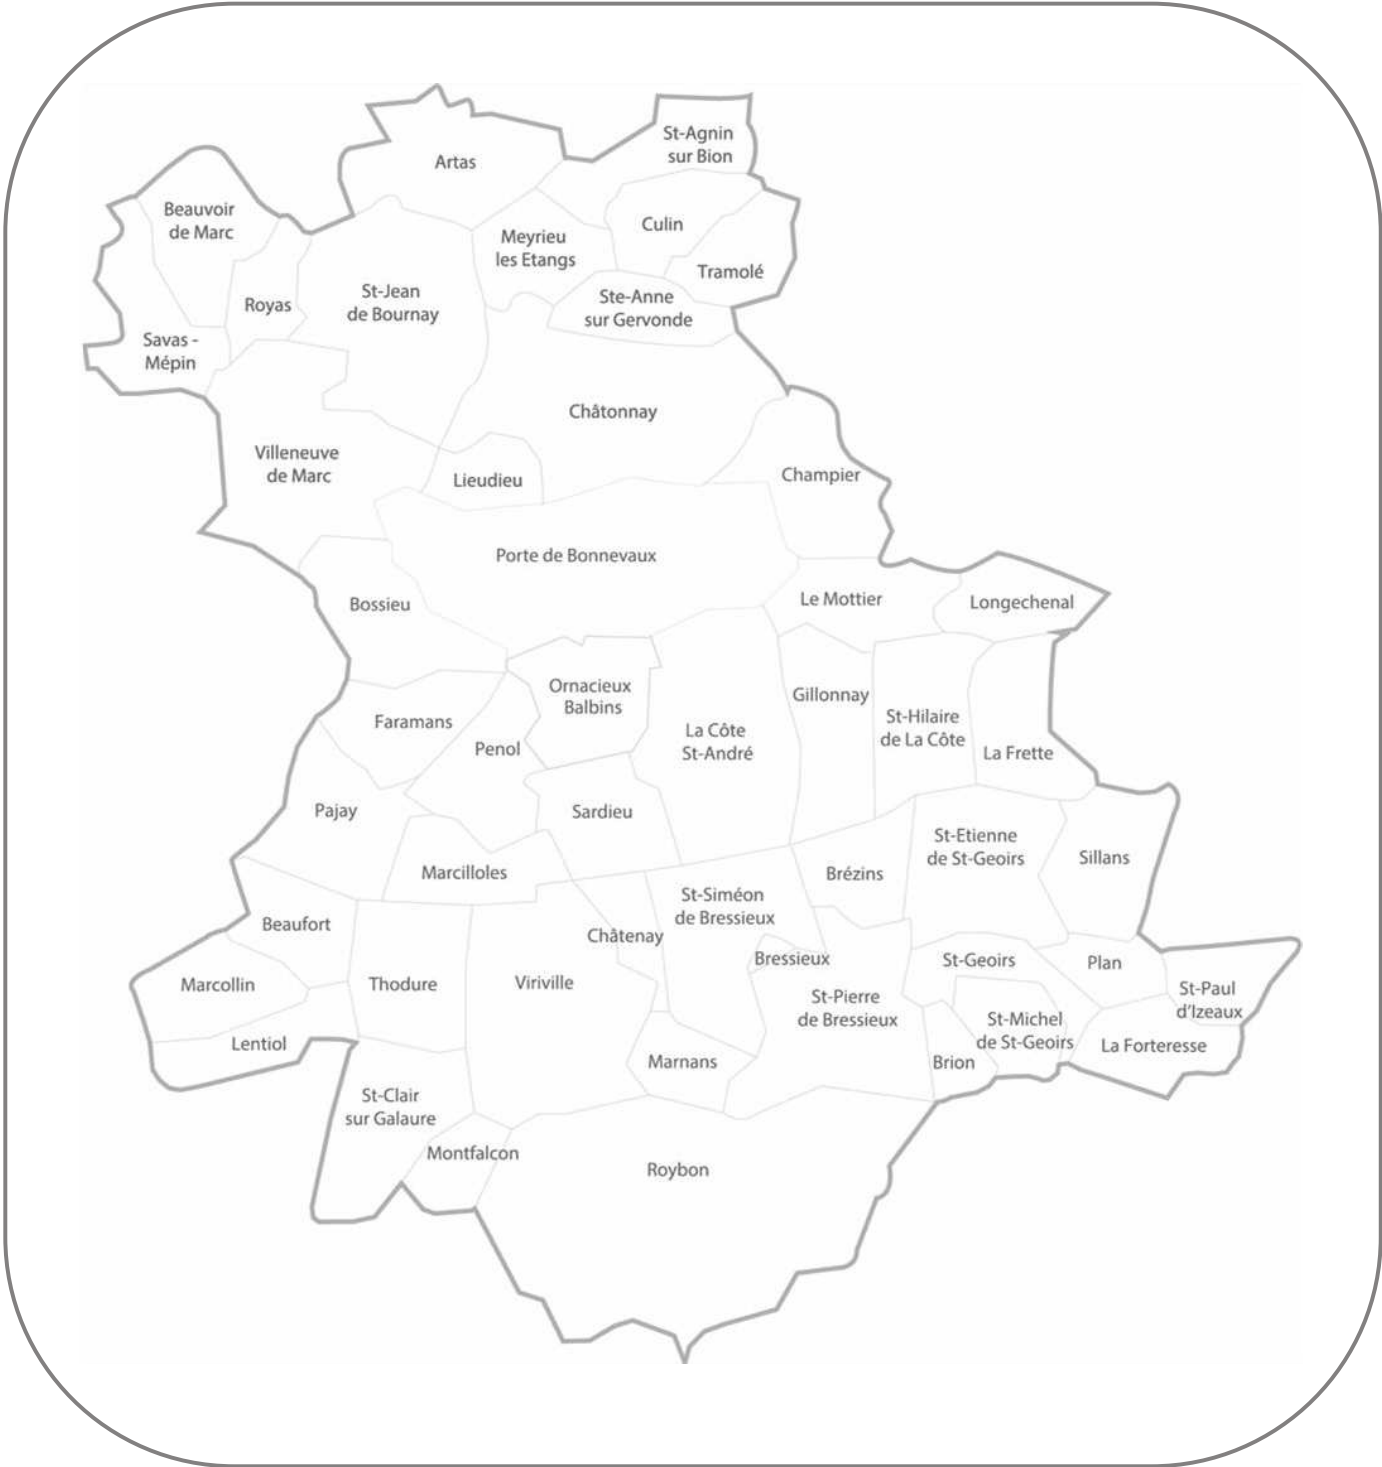 St-Agnin
sur Bion
Artas
Beauvoir
de Marc
Culin
Meyrieu
les Etangs
Tramolé
St-Jean
de Bournay
Ste-Anne
sur Gervonde
Royas
Savas -
Mépin
Châtonnay
Villeneuve
de Marc
Lieudieu
Champier
Porte de Bonnevaux
Bossieu
Le Mottier
Longechenal
Ornacieux
Balbins
Gillonnay
Faramans
St-Hilaire
de La Côte
La Côte
St-André
Penol
La Frette
Pajay
Sardieu
St-Etienne
de St-Geoirs
Sillans
Marcilloles
Brézins
St-Siméon
de Bressieux
Beaufort
Châtenay
Bressieux
St-Geoirs
Plan
Marcollin
Thodure
Viriville
St-Pierre
de Bressieux
St-Paul
d'Izeaux
St-Michel
de St-Geoirs
Lentiol
La Forteresse
Marnans
Brion
St-Clair
sur Galaure
Montfalcon
Roybon